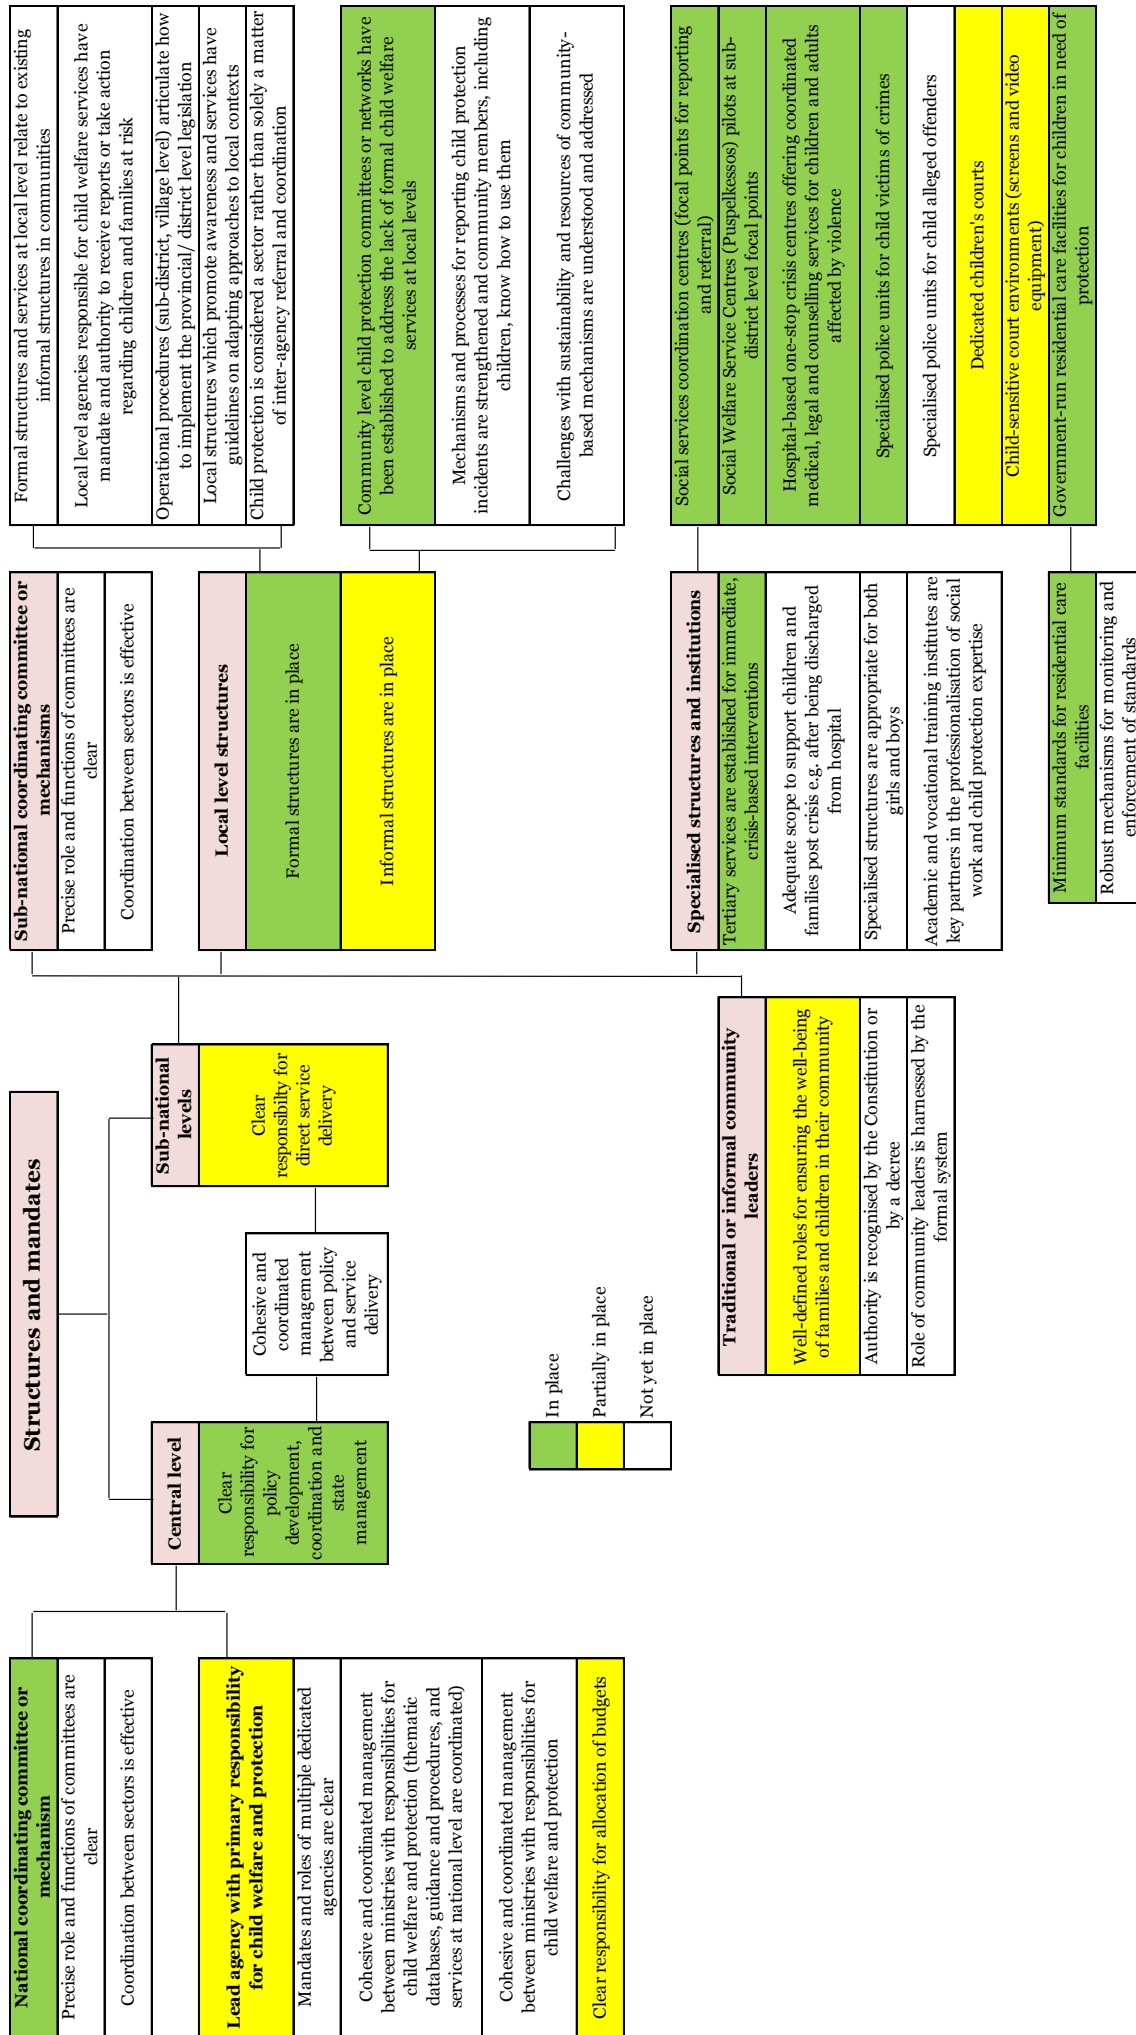 Structures and mandates
Central level
Clear
responsibility for
policy
development,
coordination and
state
management
Cohesive and
coordinated
management
between policy
and service
delivery
Sub-national
levels
Clear
responsibilty for
direct service
delivery
National coordinating committee or
mechanism
Precise role and functions of committees are
clear
Coordination between sectors is effective
Lead agency with primary responsibility
for child welfare and protection
Mandates and roles of multiple dedicated
agencies are clear
Cohesive and coordinated management
between ministries with responsibilities for
child welfare and protection (thematic
databases, guidance and procedures, and
services at national level are coordinated)
Cohesive and coordinated management
between ministries with responsibilities for
child welfare and protection
Clear responsibility for allocation of budgets
In place
Partially in place
Not yet in place
Sub-national coordinating committee or
mechanisms
Precise role and functions of committees are
clear
Coordination between sectors is effective
Local level structures
Formal structures are in place
Informal structures are in place
Formal structures and services at local level relate to existing
informal structures in communities
Local level agencies responsible for child welfare services have
mandate and authority to receive reports or take action
regarding children and families at risk
Operational procedures (sub-district, village level) articulate how
to implement the provincial/ district level legislation
Local structures which promote awareness and services have
guidelines on adapting approaches to local contexts
Child protection is considered a sector rather than solely a matter
of inter-agency referral and coordination
Community level child protection committees or networks have
been established to address the lack of formal child welfare
services at local levels
Mechanisms and processes for reporting child protection
incidents are strengthened and community members, including
children, know how to use them
Challenges with sustainability and resources of community-
based mechanisms are understood and addressed
Specialised structures and institutions
Tertiary services are established for immediate,
crisis-based interventions
Adequate scope to support children and
families post crisis e.g. after being discharged
from hospital
Specialised structures are appropriate for both
girls and boys
Academic and vocational training institutes are
key partners in the professionalisation of social
work and child protection expertise
Social services coordination centres (focal points for reporting
and referral)
Social Welfare Service Centres (Puspelkessos) pilots at sub-
district level focal points
Hospital-based one-stop crisis centres offering coordinated
medical, legal and counselling services for children and adults
affected by violence
Specialised police units for child victims of crimes
Specialised police units for child alleged offenders
Dedicated children's courts
Child-sensitive court environments (screens and video
equipment)
Government-run residential care facilities for children in need of
protection
Minimum standards for residential care
facilities
Robust mechanisms for monitoring and
enforcement of standards
Traditional or informal community
leaders
Well-defined roles for ensuring the well-being
of families and children in their community
Authority is recognised by the Constitution or
by a decree
Role of community leaders is harnessed by the
formal system